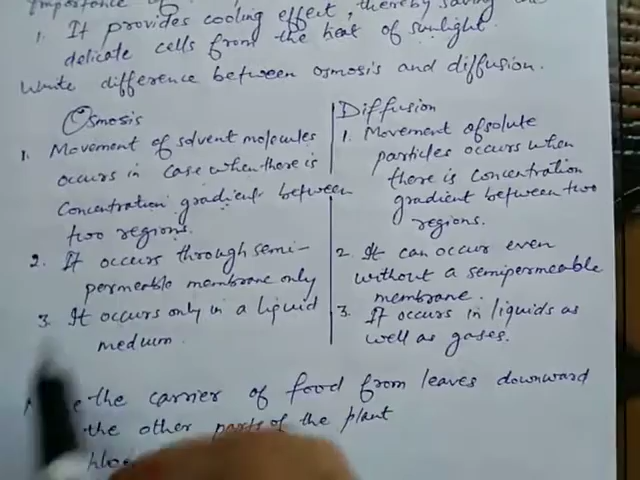 Importance of
1. It provides cooling effect, thereby saving the
delicate cells from the heat of sunlight.
Write difference between osmosis and diffusion.
Osmosis
1. Movement of solvent molecules
occurs in case when there is
Concentration gradient between
two regions.
2. It occurs through semi-
permeable membrane only
3. It occurs only in a liquid
medium.
Diffusion
1. Movement of solute
particles occurs when
there is concentration
gradient between two
regions.
2. It can occur even
without a semipermeable
membrane.
3. It occurs in liquids as
well as gases.
the carrier of food from leaves downward
the other parts of the plant